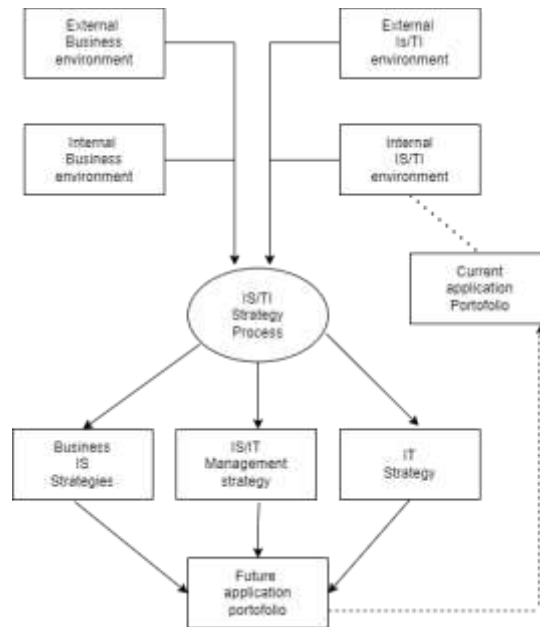 External
Business
environment
External
Is/TI
environment
Internal
Business
environment
Internal
IS/TI
environment
Current
application
Portofolio
IS/TI
Strategy
Process
Business
IS
Strategies
IS/IT
Management
strategy
IT
Strategy
Future
application
portofolio